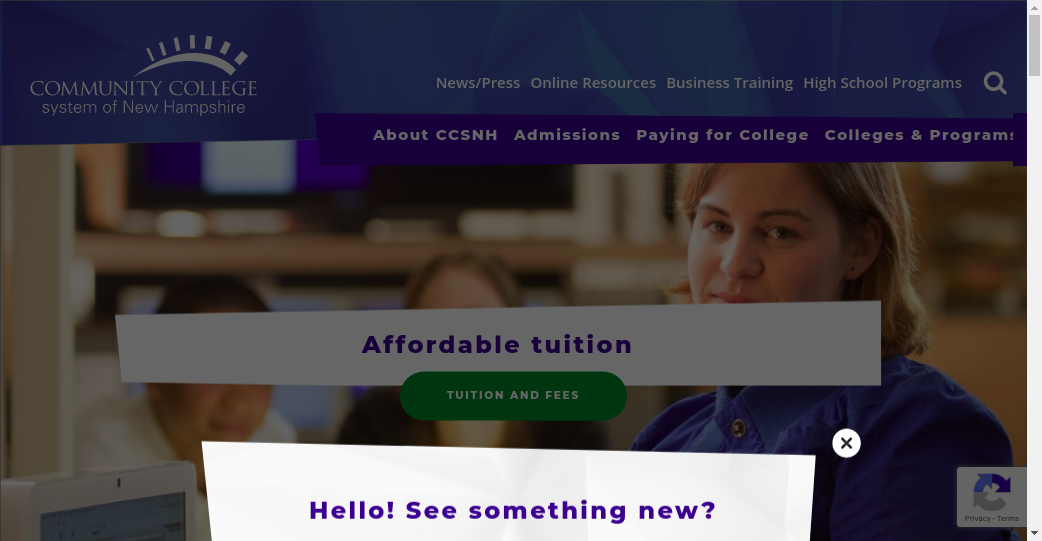 COMMUNITY COLLEGE
system of New Hampshire
News/Press Online Resources Business Training High School Programs
About CCSNH Admissions Paying for College Colleges & Programs
Affordable tuition
TUITION AND FEES
Hello! See something new?
Privacy - Terms